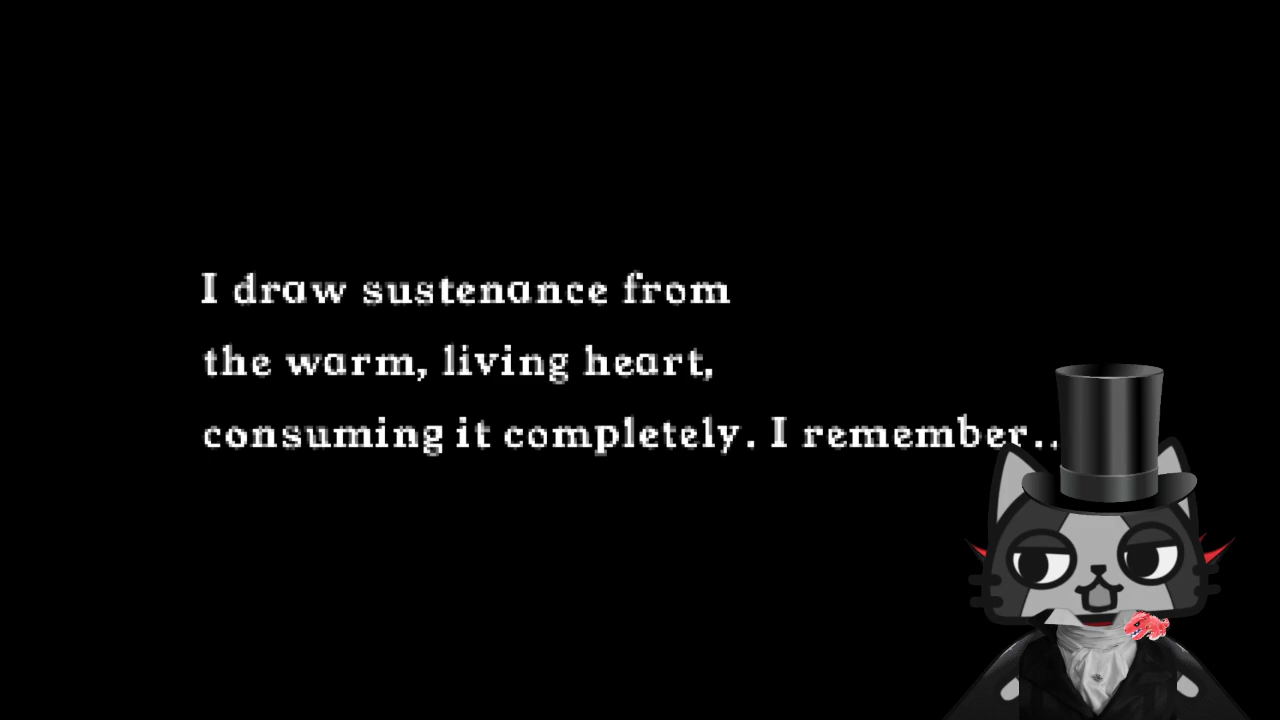 I draw sustenance from
the warm, living heart,
consuming it completely. I remember..